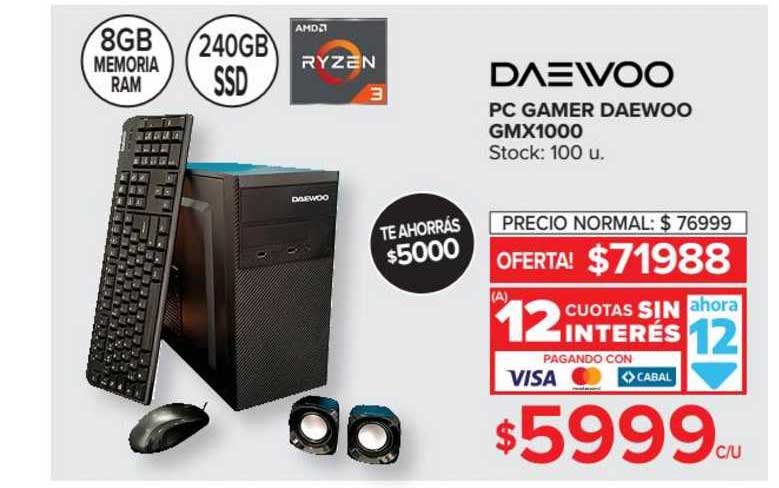 8GB
MEMORIA
RAM
240GB
SSD
AMD
RYZEN
3
DAEWOO
PC GAMER DAEWOO
GMX1000
Stock: 100 u.
DAEWOO
TE AHORRÁS
$5000
PRECIO NORMAL: $ 76999
OFERTA! $71988
(A)
12 CUOTAS SIN
INTERÉS
ahora
12
PAGANDO CON
VISA
CABAL
$5999 C/U